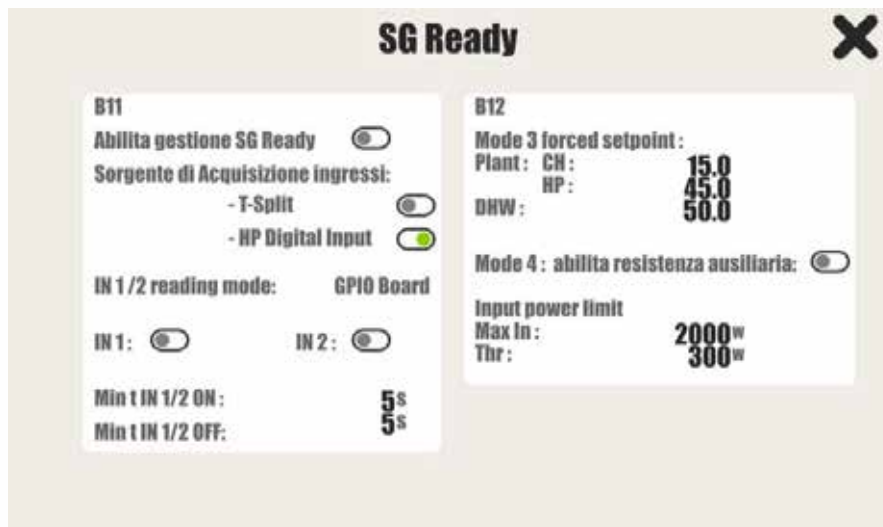 SG Ready
B11
Abilita gestione SG Ready
Sorgente di Acquisizione ingressi:
- T-Split
- HP Digital Input
IN 1 /2 reading mode: GPIO Board
IN 1: IN 2:
Min t IN 1/2 ON: 5s
Min t IN 1/2 OFF: 5s
B12
Mode 3 forced setpoint:
Plant: CH: 15.0
HP: 45.0
DHW: 50.0
Mode 4: abilita resistenza ausiliaria:
Input power limit
Max In: 2000w
Thr: 300w